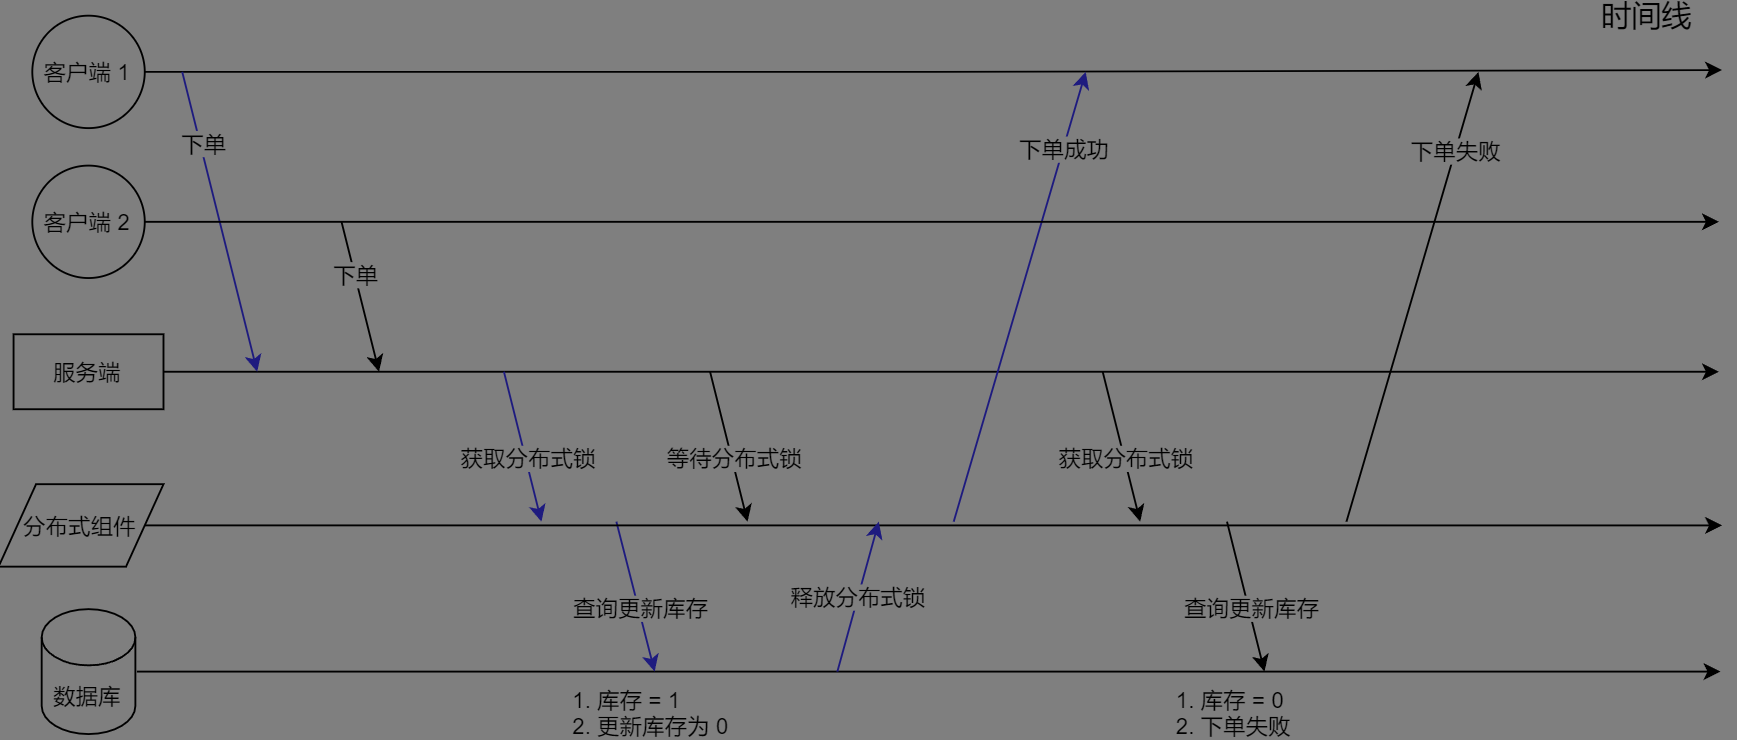 时间线
客户端 1
下单
下单成功
下单失败
客户端 2
下单
服务端
获取分布式锁
等待分布式锁
获取分布式锁
分布式组件
查询更新库存
释放分布式锁
查询更新库存
数据库
1. 库存 = 1
2. 更新库存为 0
1. 库存 = 0
2. 下单失败